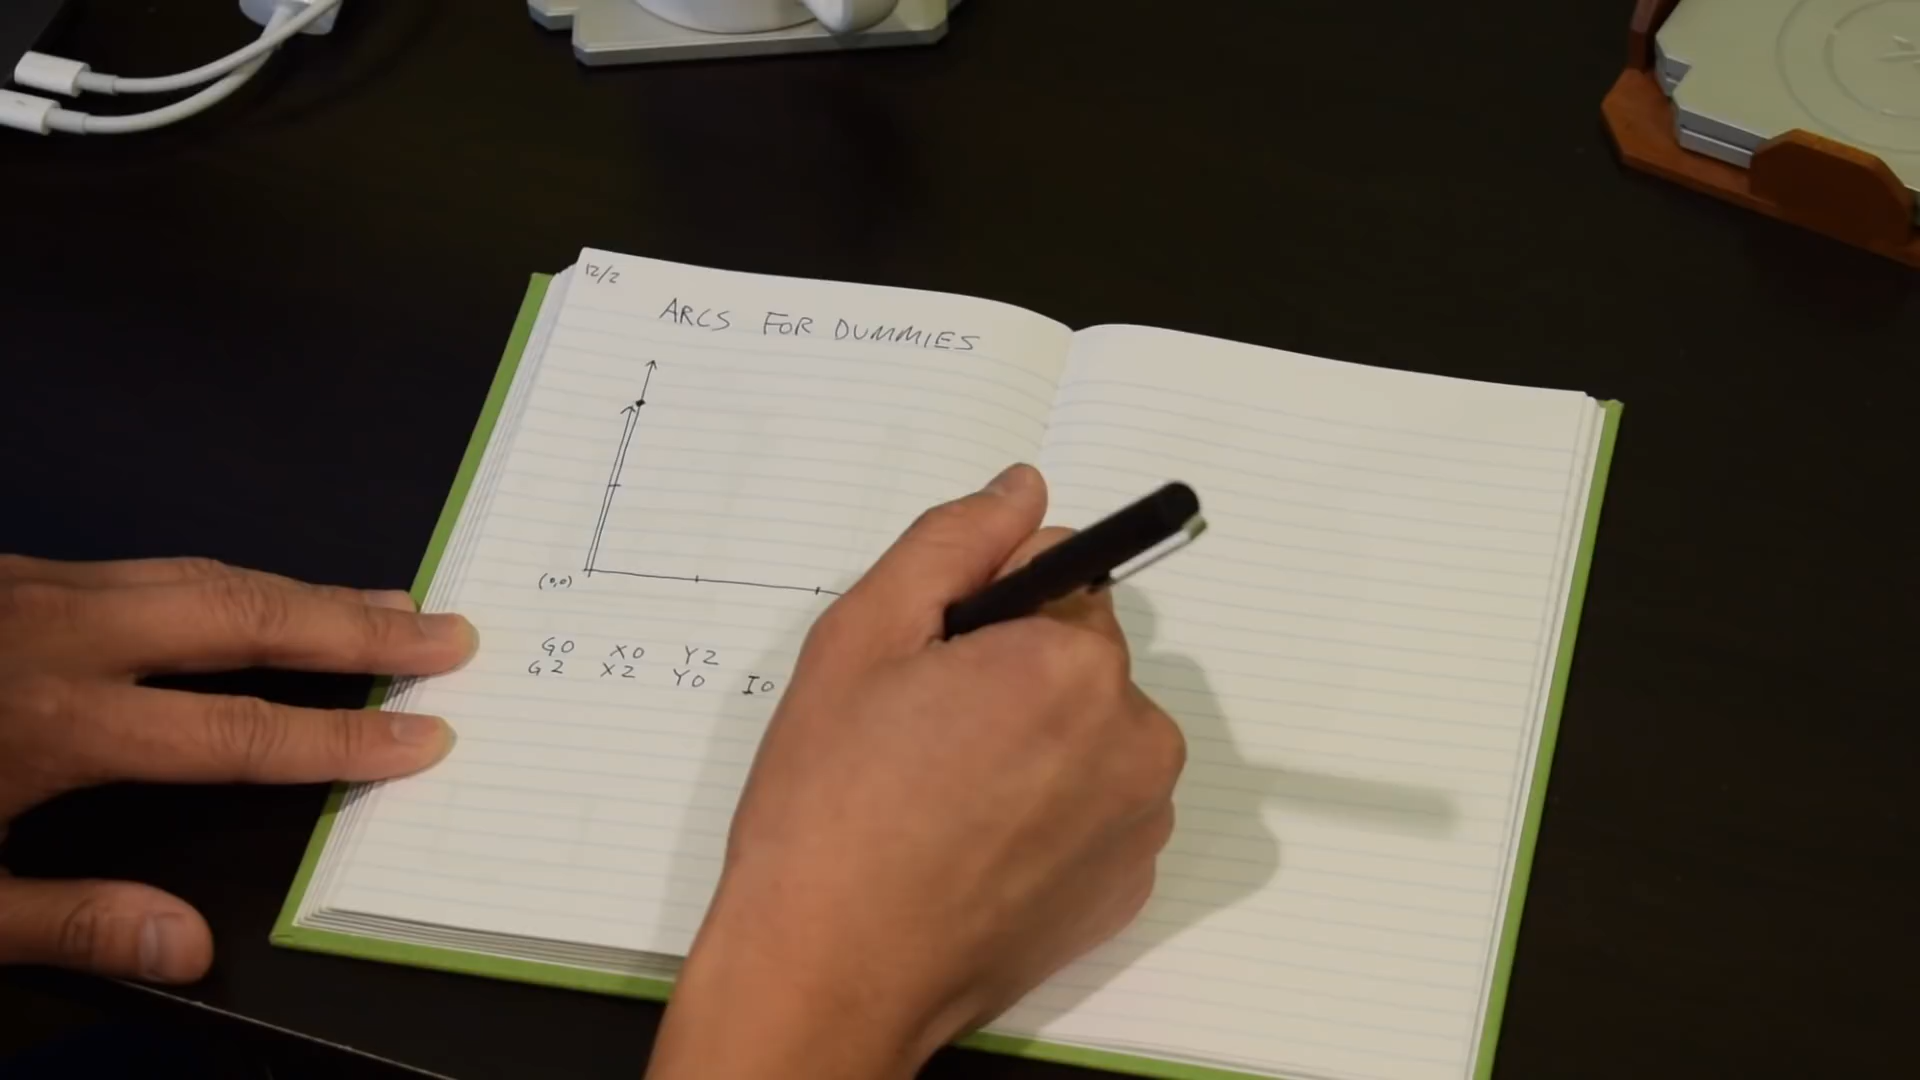 12/2
ARCS FOR DUMMIES
(0,0)
G0 X0 Y2
G2 X2 Y0 I0